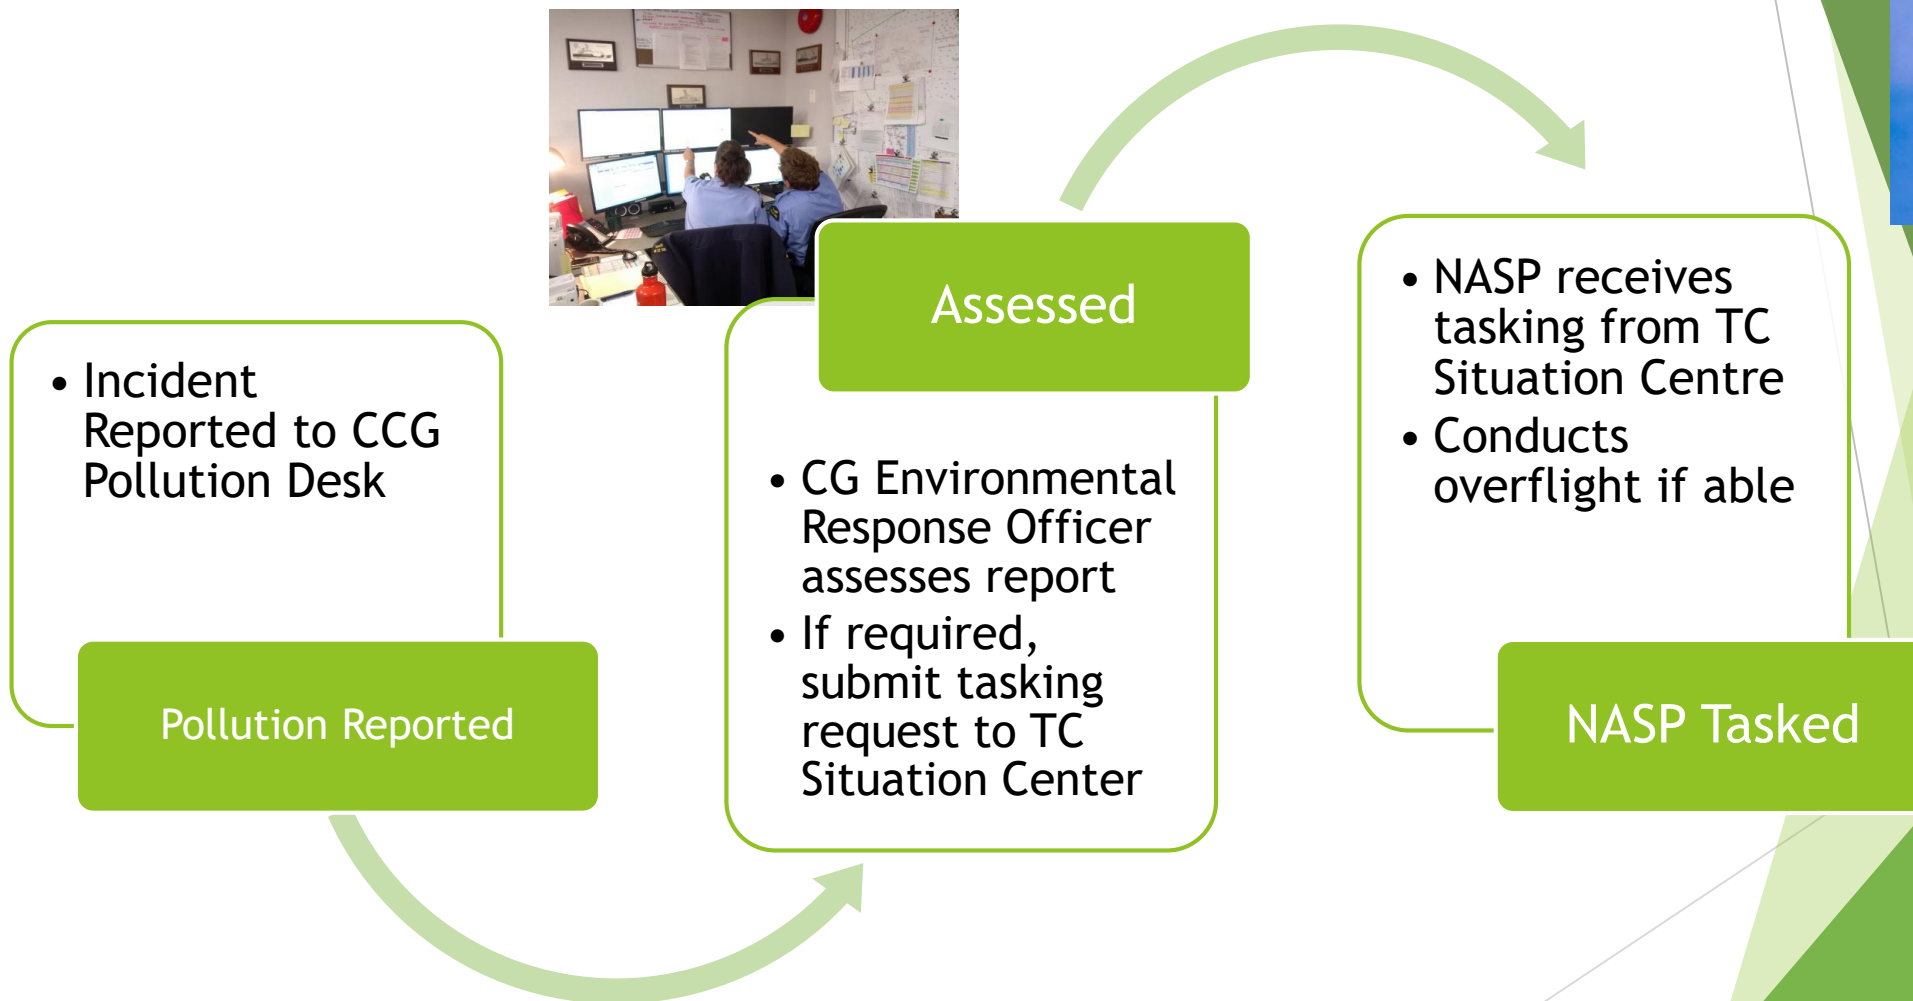 • Incident
Reported to CCG
Pollution Desk
Pollution Reported
Assessed
• CG Environmental
Response Officer
assesses report
• If required,
submit tasking
request to TC
Situation Center
• NASP receives
tasking from TC
Situation Centre
• Conducts
overflight if able
NASP Tasked